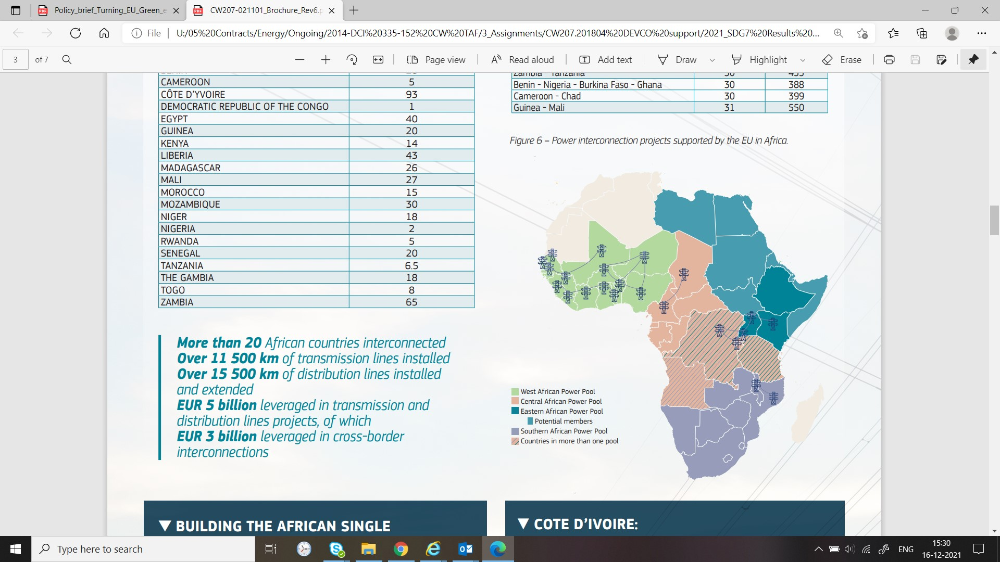 Policy_brief_Turning_EU_Green_e
CW207-021101_Brochure_Rev6.p
File
U:/05%20Contracts/Energy/Ongoing/2014-DCI%20335-152%20CW%20TAF/3_Assignments/CW207.201804%20DEVCO%20support/2021_SDG7%20Results%20...
3 of 7
Page view
Read aloud
Add text
Draw
Highlight
Erase
CAMEROON 5
CÔTE D’YVOIRE 93
DEMOCRATIC REPUBLIC OF THE CONGO 1
EGYPT 40
GUINEA 20
KENYA 14
LIBERIA 43
MADAGASCAR 26
MALI 27
MOROCCO 15
MOZAMBIQUE 30
NIGER 18
NIGERIA 2
RWANDA 5
SENEGAL 20
TANZANIA 6.5
THE GAMBIA 18
TOGO 8
ZAMBIA 65
More than 20 African countries interconnected
Over 11 500 km of transmission lines installed
Over 15 500 km of distribution lines installed
and extended
EUR 5 billion leveraged in transmission and
distribution lines projects, of which
EUR 3 billion leveraged in cross-border
interconnections
▼ BUILDING THE AFRICAN SINGLE
Zambia - Tanzania
Benin - Nigeria - Burkina Faso - Ghana 30 388
Cameroon - Chad 30 399
Guinea - Mali 31 550
Figure 6 – Power interconnection projects supported by the EU in Africa.
West African Power Pool
Central African Power Pool
Eastern African Power Pool
Potential members
Southern African Power Pool
Countries in more than one pool
▼ COTE D’IVOIRE:
Type here to search
ENG
15:30
16-12-2021